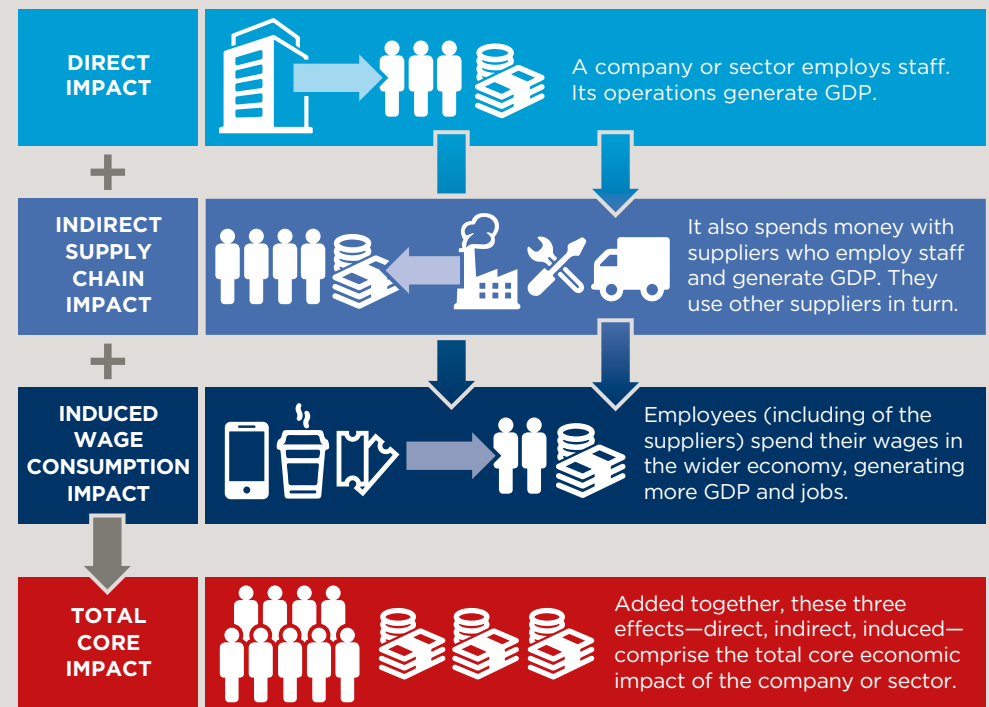 DIRECT
IMPACT
A company or sector employs staff.
Its operations generate GDP.
+
INDIRECT
SUPPLY
CHAIN
IMPACT
It also spends money with
suppliers who employ staff
and generate GDP. They
use other suppliers in turn.
+
INDUCED
WAGE
CONSUMPTION
IMPACT
Employees (including of the
suppliers) spend their wages in
the wider economy, generating
more GDP and jobs.
TOTAL
CORE
IMPACT
Added together, these three
effects—direct, indirect, induced—
comprise the total core economic
impact of the company or sector.